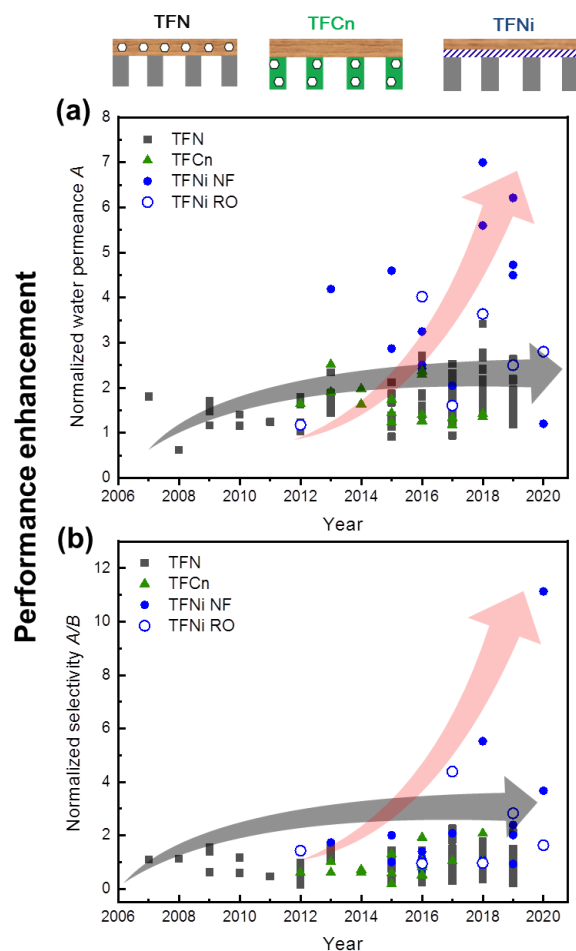 TFN TFCn TFNi
(a)
TFN
TFCn
TFNi NF
TFNi RO
Normalized water permeance A
8
7
6
5
4
3
2
1
0
2006 2008 2010 2012 2014 2016 2018 2020
Year
Performance enhancement
(b)
TFN
TFCn
TFNi NF
TFNi RO
Normalized selectivity A/B
12
10
8
6
4
2
0
2006 2008 2010 2012 2014 2016 2018 2020
Year